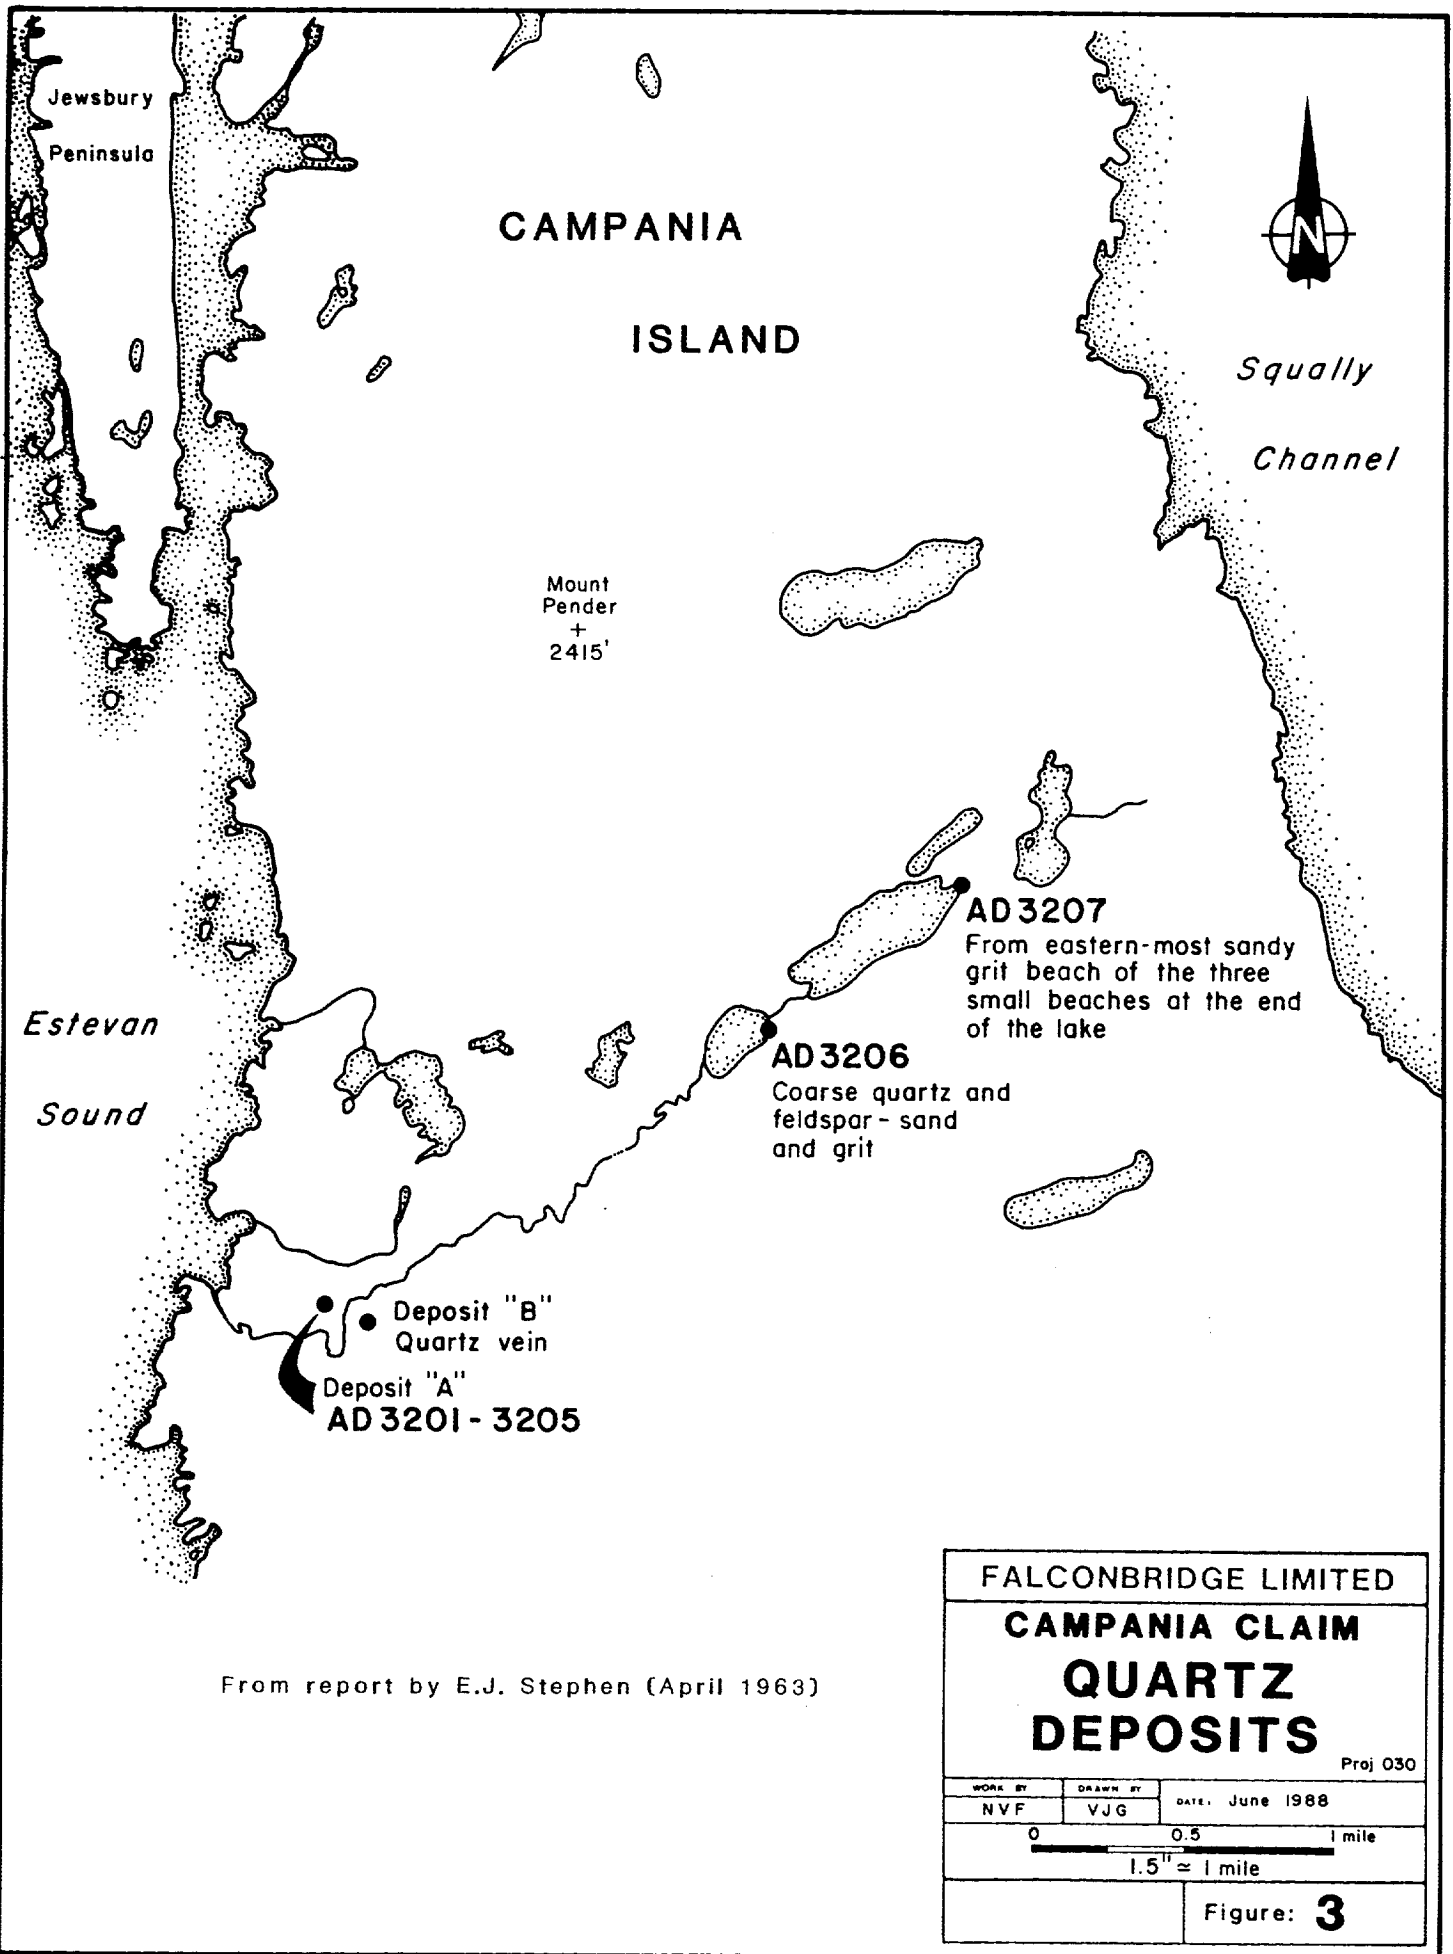 Jewsbury
Peninsula
CAMPANIA
ISLAND
N
Squally
Channel
Mount
Pender
+
2415'
AD3207
From eastern-most sandy
grit beach of the three
small beaches at the end
of the lake
Estevan
Sound
AD3206
Coarse quartz and
feldspar - sand
and grit
Deposit "B"
Quartz vein
Deposit "A"
AD3201 - 3205
From report by E.J. Stephen (April 1963)
FALCONBRIDGE LIMITED
CAMPANIA CLAIM
QUARTZ
DEPOSITS
Proj 030
WORK BY
NVF
DRAWN BY
VJG
DATE: June 1988
0 0.5 1 mile
1.5" ≃ 1 mile
Figure: 3